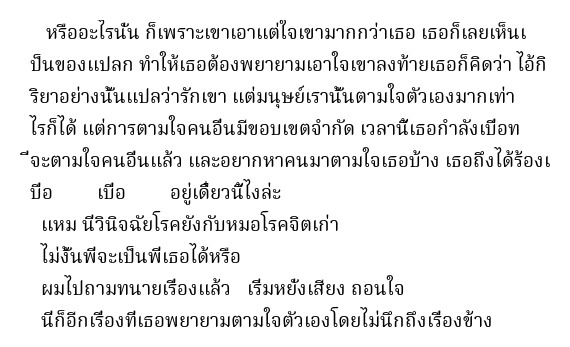 หรืออะไรนั่น ก็เพราะเขาเอาแต่ใจเขามากกว่าเธอ เธอก็เลยเห็นเ
ป็นของแปลก ทำให้เธอต้องพยายามเอาใจเขาลงท้ายเธอก็คิดว่า ไอ้กิ
ริยาอย่างนั้นแปลว่ารักเขา แต่มนุษย์เรานั้นตามใจตัวเองมากเท่า
ไรก็ได้ แต่การตามใจคนอื่นมีขอบเขตจำกัด เวลานี้เธอกำลังเบื่อท
ี่จะตามใจคนอื่นแล้ว และอยากหาคนมาตามใจเธอบ้าง เธอถึงได้ร้องเ
บื่อ เบื่อ อยู่เดี๋ยวนี้ไงล่ะ
แหม นี่วินิจฉัยโรคยังกับหมอโรคจิตเก่า
ไม่งั้นพี่จะเป็นพี่เธอได้หรือ
ผมไปถามทนายเรื่องแล้ว เริ่มหยั่งเสียง ถอนใจ
นี่ก็อีกเรื่องที่เธอพยายามตามใจตัวเองโดยไม่นึกถึงเรื่องข้าง